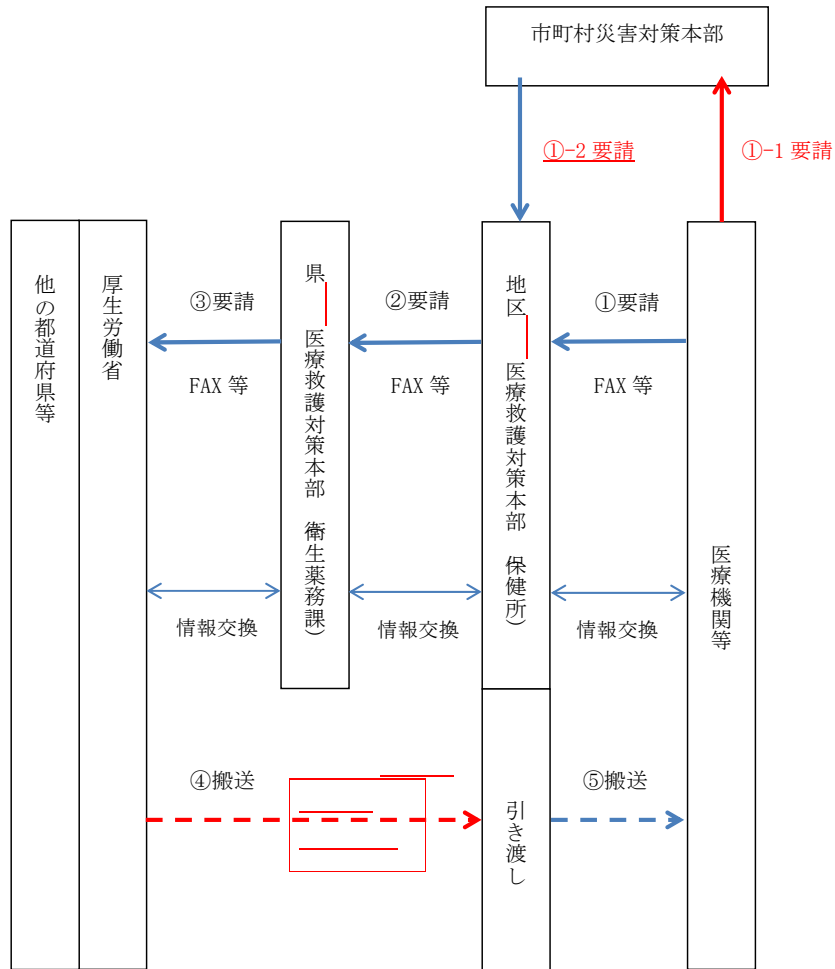 市町村災害対策本部
①-2 要請
①-1 要請
他の都道府県等
厚生労働省
③要請
FAX 等
県 医療救護対策本部 衛生薬務課)
②要請
FAX 等
地区 医療救護対策本部 保健所)
①要請
FAX 等
医療機関等
情報交換
情報交換
情報交換
④搬送
引き渡し
⑤搬送